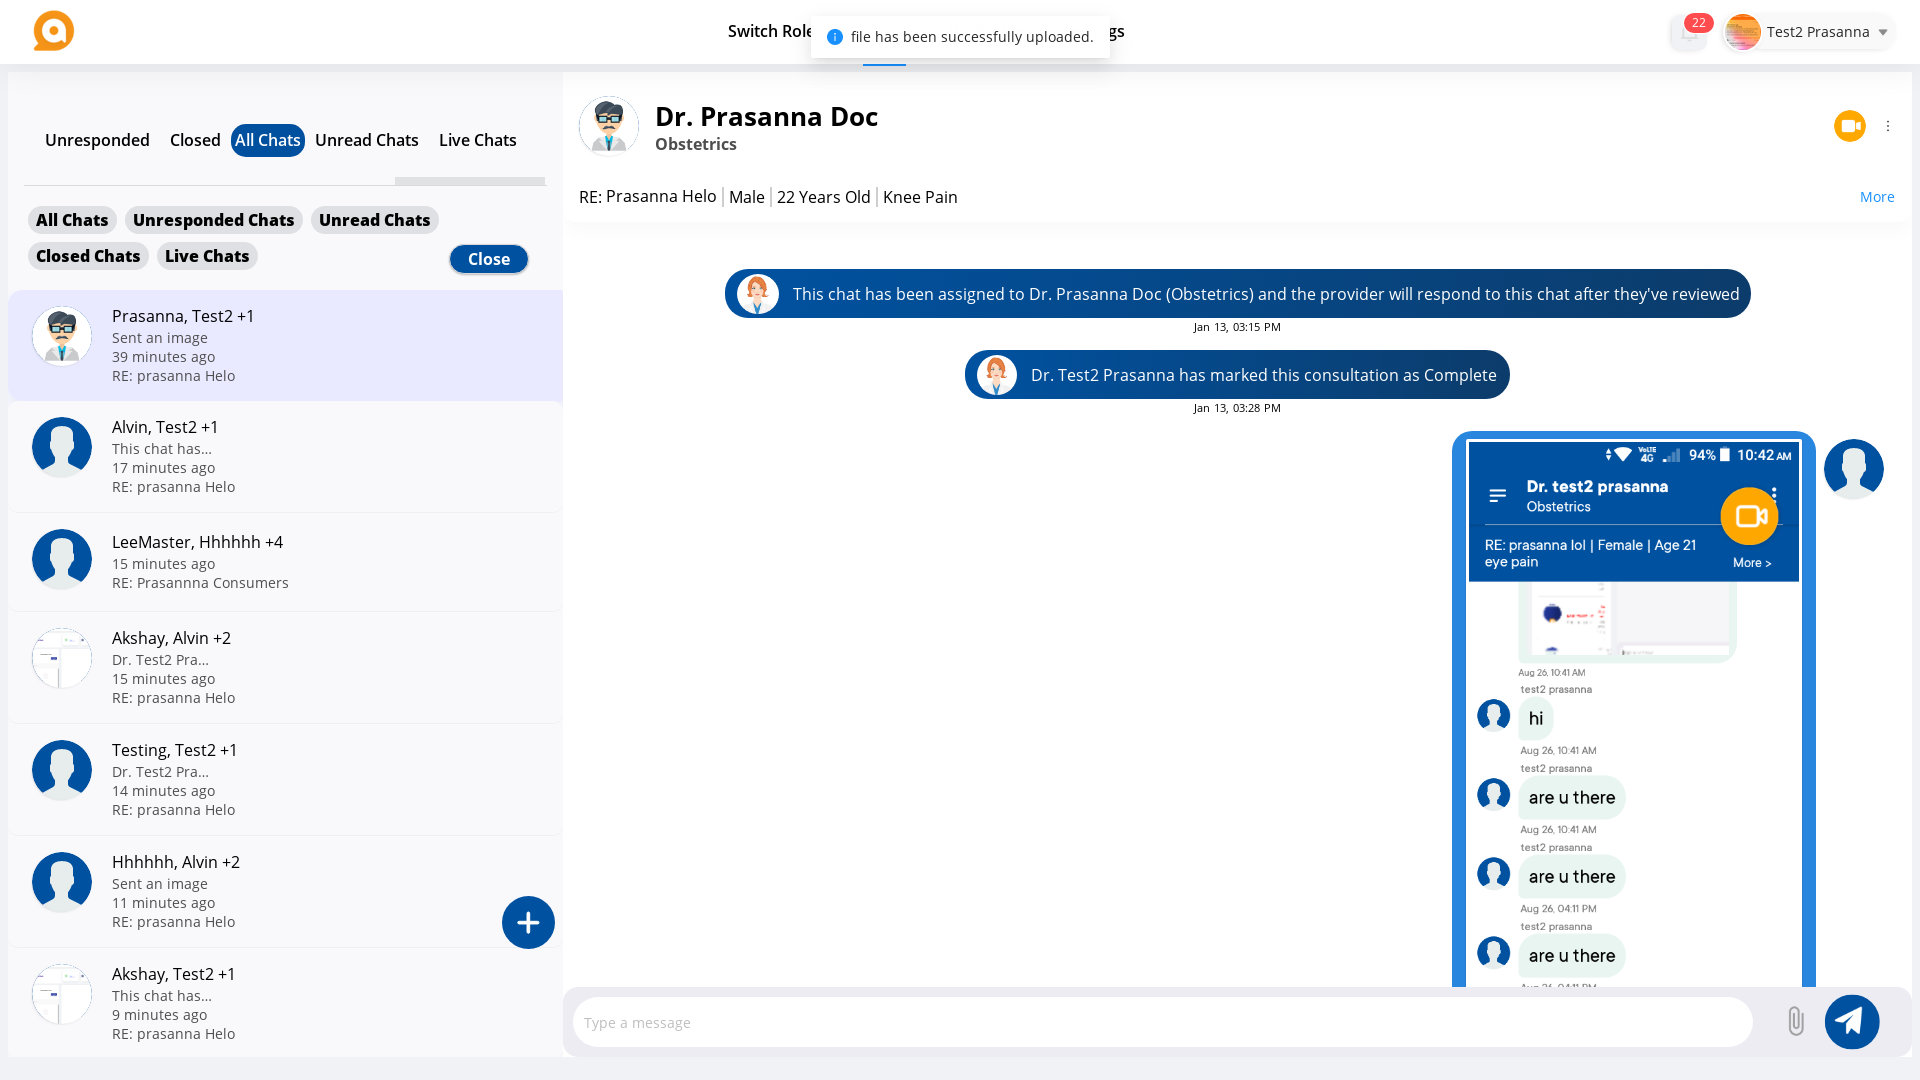 Switch Role
file has been successfully uploaded.
gs
22
Test2 Prasanna
Unresponded
Closed
All Chats
Unread Chats
Live Chats
All Chats
Unresponded Chats
Unread Chats
Closed Chats
Live Chats
Close
Prasanna, Test2 +1
Sent an image
39 minutes ago
RE: prasanna Helo
Alvin, Test2 +1
This chat has...
17 minutes ago
RE: prasanna Helo
LeeMaster, Hhhhhh +4
15 minutes ago
RE: Prasannna Consumers
Akshay, Alvin +2
Dr. Test2 Pra...
15 minutes ago
RE: prasanna Helo
Testing, Test2 +1
Dr. Test2 Pra...
14 minutes ago
RE: prasanna Helo
Hhhhhh, Alvin +2
Sent an image
11 minutes ago
RE: prasanna Helo
Akshay, Test2 +1
This chat has...
9 minutes ago
RE: prasanna Helo
Dr. Prasanna Doc
Obstetrics
RE: Prasanna Helo Male 22 Years Old Knee Pain
More
This chat has been assigned to Dr. Prasanna Doc (Obstetrics) and the provider will respond to this chat after they've reviewed
Jan 13, 03:15 PM
Dr. Test2 Prasanna has marked this consultation as Complete
Jan 13, 03:28 PM
VoLTE 4G 94% 10:42 AM
Dr. test2 prasanna
Obstetrics
RE: prasanna lol | Female | Age 21
eye pain
More >
Aug 26, 10:41 AM
test2 prasanna
hi
Aug 26, 10:41 AM
test2 prasanna
are u there
Aug 26, 10:41 AM
test2 prasanna
are u there
Aug 26, 04:11 PM
test2 prasanna
are u there
Aug 26, 04:11 PM
Type a message